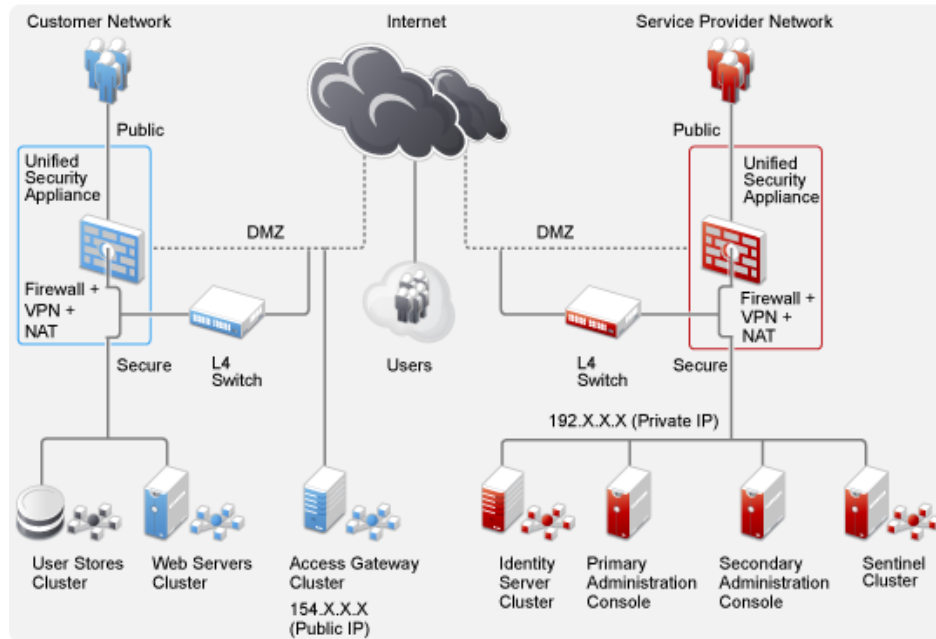 Customer Network
Internet
Service Provider Network
Public
Public
Unified
Security
Appliance
Unified
Security
Appliance
DMZ
DMZ
Firewall +
VPN +
NAT
Firewall +
VPN +
NAT
L4
Switch
Users
L4
Switch
Secure
Secure
192.X.X.X (Private IP)
User Stores
Cluster
Web Servers
Cluster
Access Gateway
Cluster
154.X.X.X
(Public IP)
Identity
Server
Cluster
Primary
Administration
Console
Secondary
Administration
Console
Sentinel
Cluster